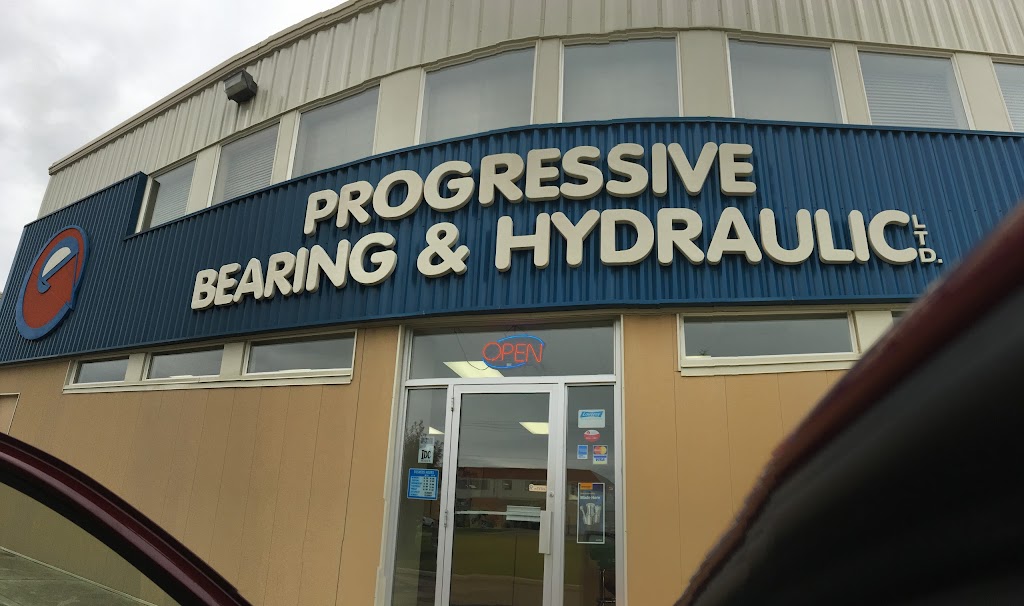 PROGRESSIVE
BEARING & HYDRAULIC LTD.
OPEN